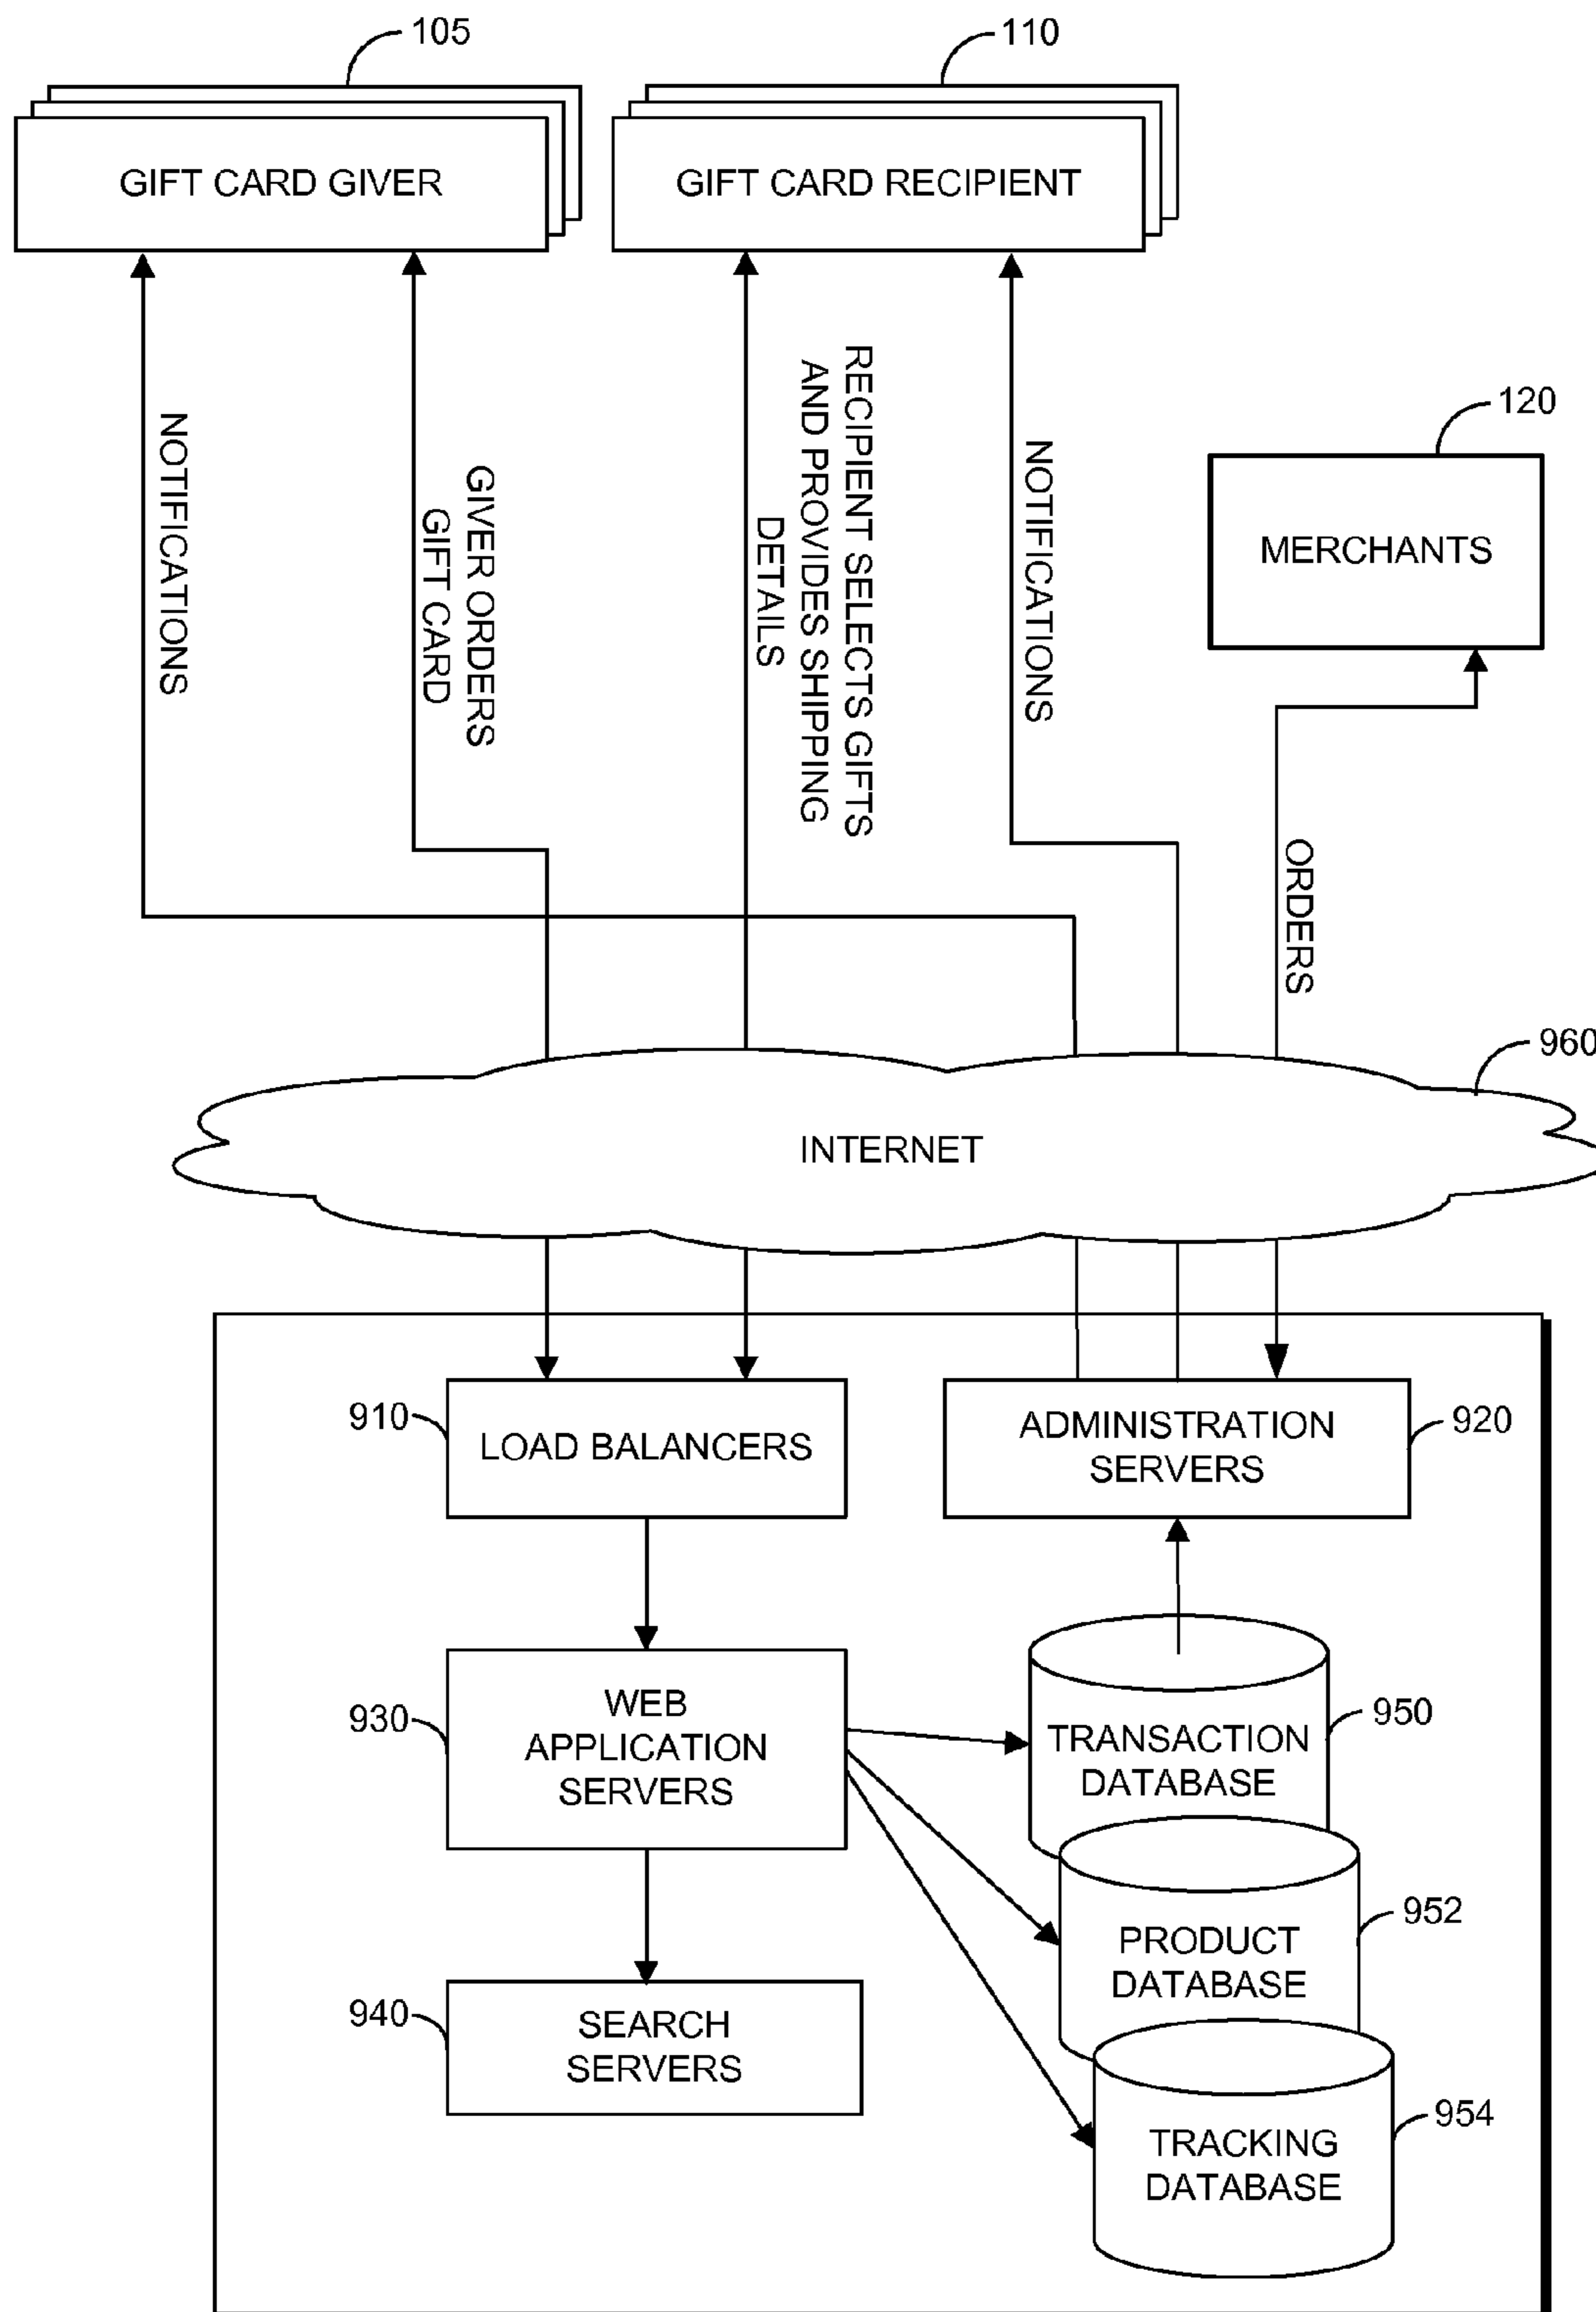 105
110
GIFT CARD GIVER
GIFT CARD RECIPIENT
120
MERCHANTS
NOTIFICATIONS
GIVER ORDERS
GIFT CARD
RECIPIENT SELECTS GIFTS
AND PROVIDES SHIPPING
DETAILS
NOTIFICATIONS
ORDERS
960
INTERNET
910
LOAD BALANCERS
ADMINISTRATION
SERVERS
920
930
WEB
APPLICATION
SERVERS
TRANSACTION
DATABASE
950
PRODUCT
DATABASE
952
940
SEARCH
SERVERS
TRACKING
DATABASE
954